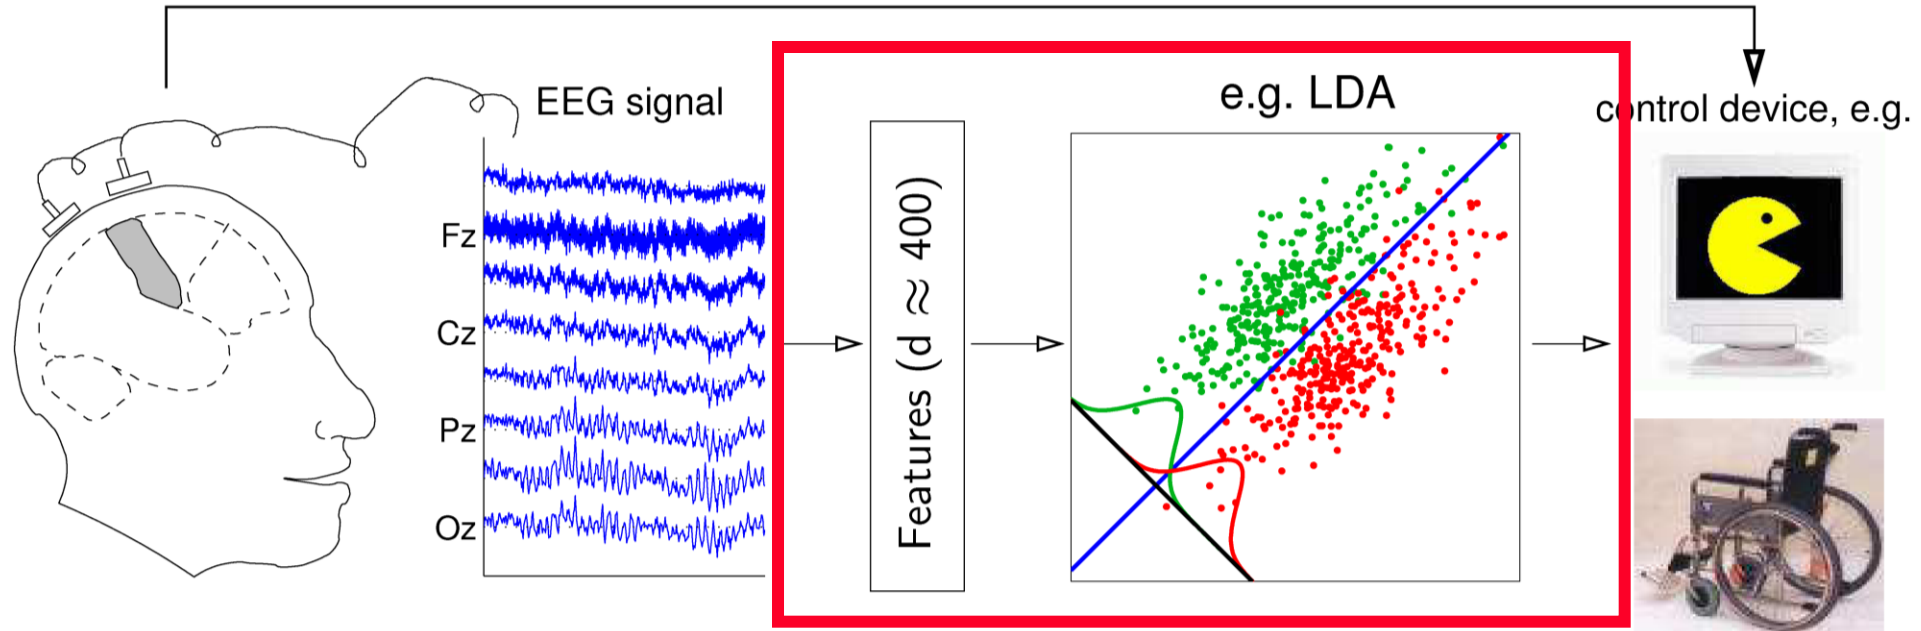 EEG signal
Fz
Cz
Pz
Oz
Features (d ≈ 400)
e.g. LDA
control device, e.g.